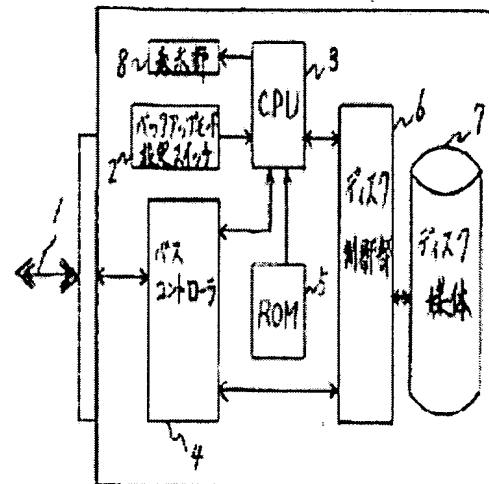 8
表示部
3
CPU
6
7
バックアップモード
設定スイッチ
2
1
バス
コントローラ
ROM
5
ディスク
制御部
ディスク
媒体
4